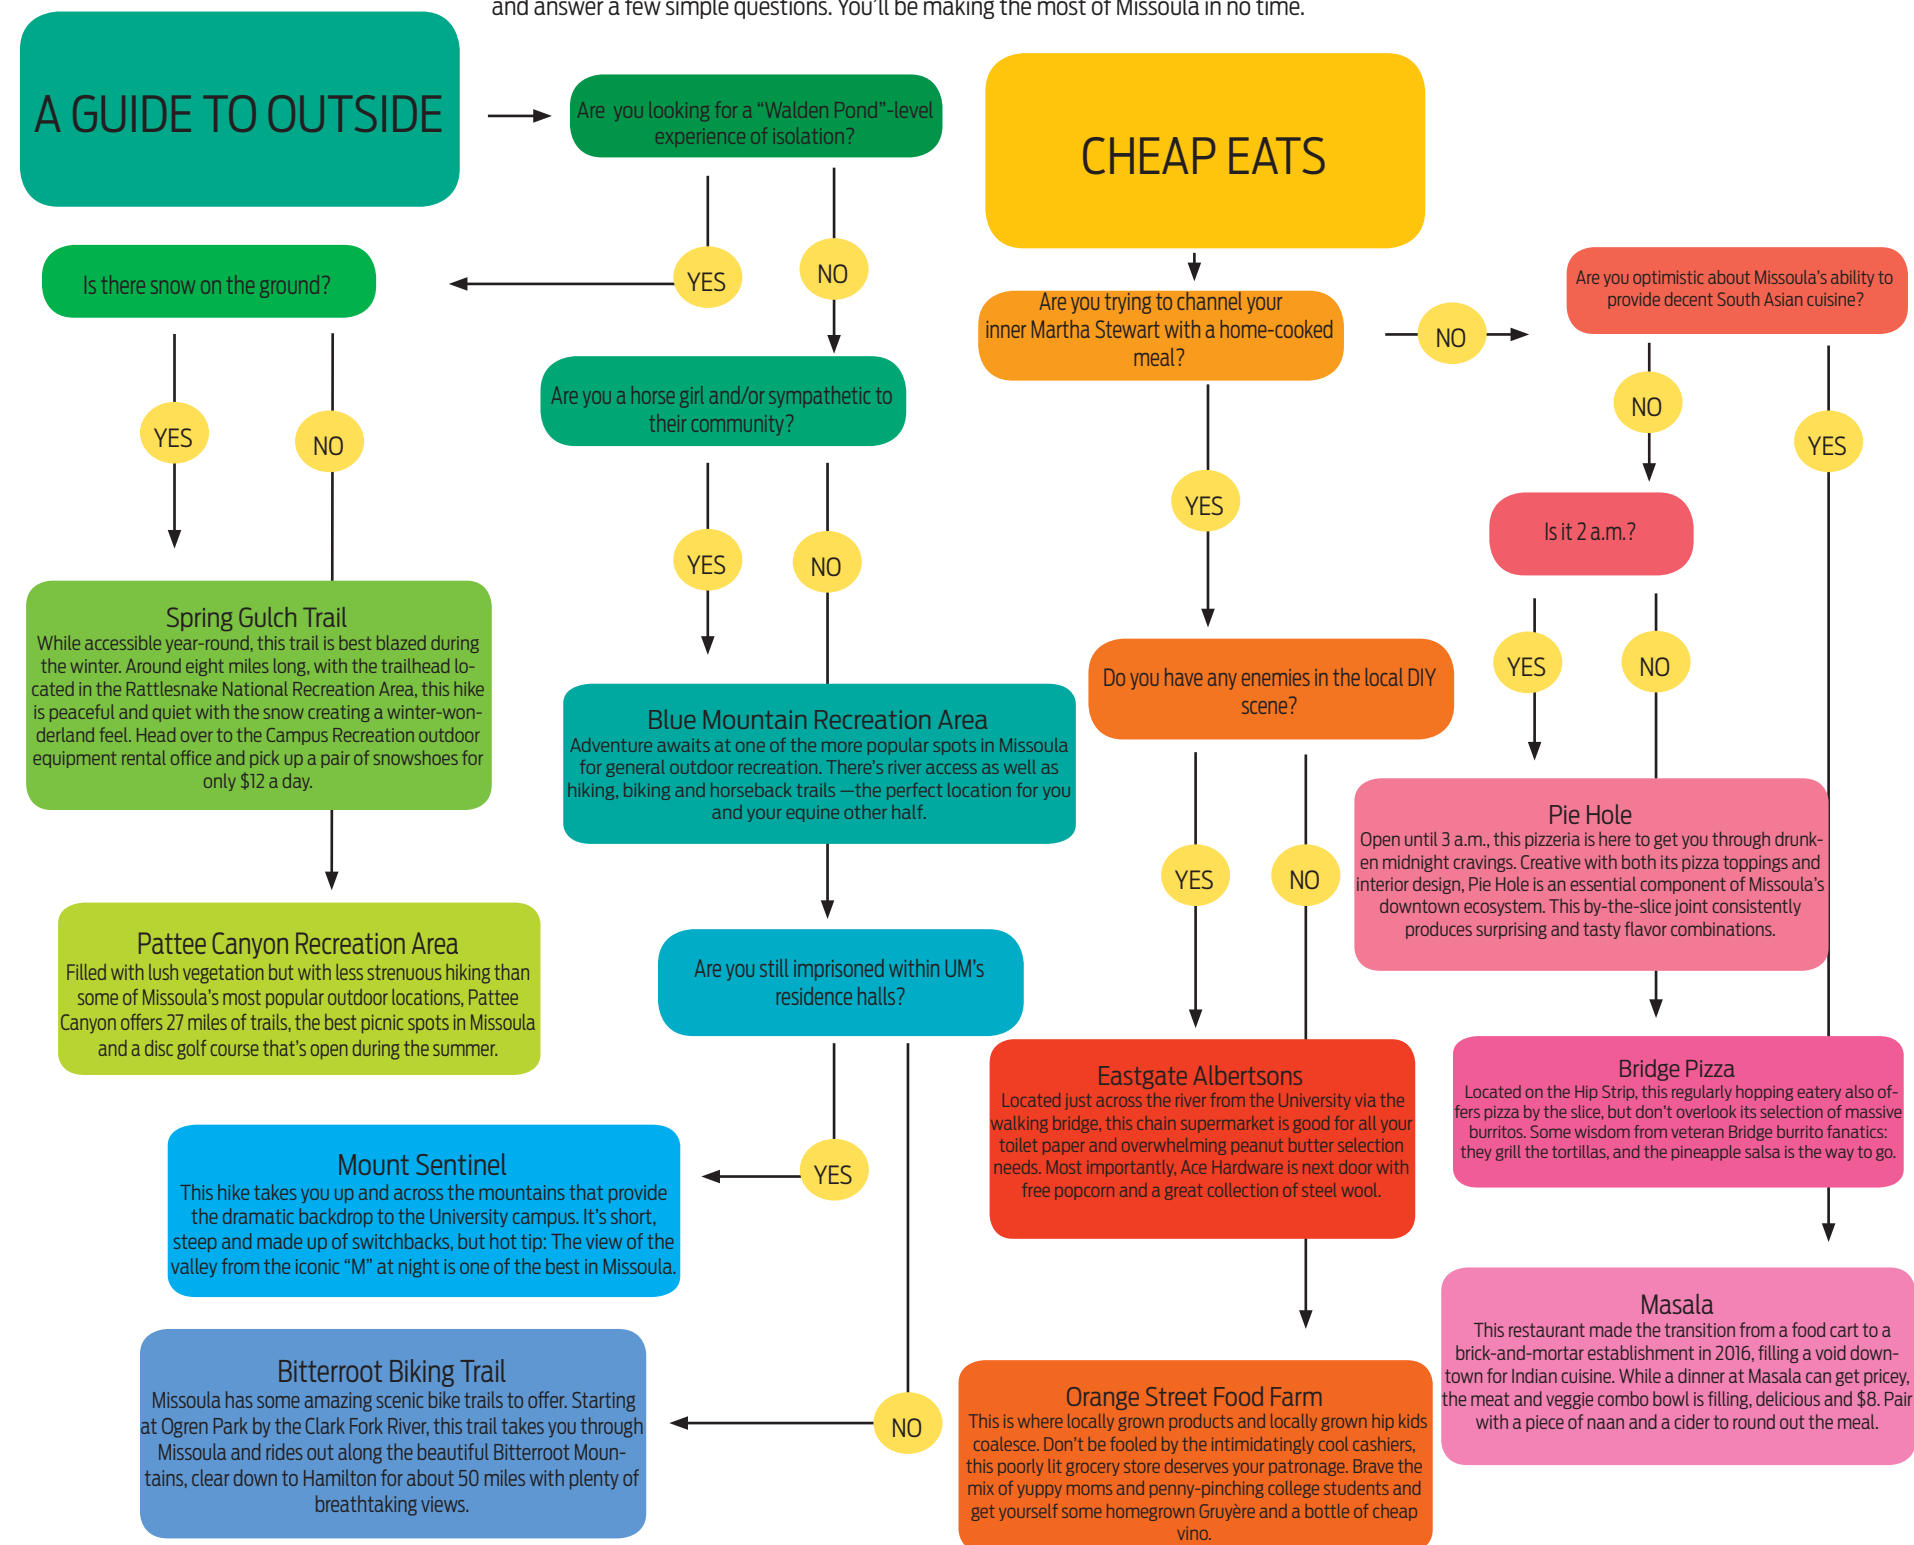 and answer a few simple questions. You'll be making the most of Missoula in no time.
A GUIDE TO OUTSIDE
Are  you looking for a “Walden Pond”-level
experience of isolation?
YES
NO
Is there snow on the ground?
YES
NO
Are you a horse girl and/or sympathetic to
their community?
YES
NO
Spring Gulch Trail
While accessible year-round, this trail is best blazed during
the winter. Around eight miles long, with the trailhead lo-
cated in the Rattlesnake National Recreation Area, this hike
is peaceful and quiet with the snow creating a winter-won-
derland feel. Head over to the Campus Recreation outdoor
equipment rental office and pick up a pair of snowshoes for
only $12 a day.
Blue Mountain Recreation Area
Adventure awaits at one of the more popular spots in Missoula
for general outdoor recreation. There's river access as well as
hiking, biking and horseback trails —the perfect location for you
and your equine other half.
Pattee Canyon Recreation Area
Filled with lush vegetation but with less strenuous hiking than
some of Missoula's most popular outdoor locations, Pattee
Canyon offers 27 miles of trails, the best picnic spots in Missoula
and a disc golf course that's open during the summer.
Are you still imprisoned within UM's
residence halls?
YES
NO
Mount Sentinel
This hike takes you up and across the mountains that provide
the dramatic backdrop to the University campus. It's short,
steep and made up of switchbacks, but hot tip: The view of the
valley from the iconic “M” at night is one of the best in Missoula.
Bitterroot Biking Trail
Missoula has some amazing scenic bike trails to offer. Starting
at Ogren Park by the Clark Fork River, this trail takes you through
Missoula and rides out along the beautiful Bitterroot Moun-
tains, clear down to Hamilton for about 50 miles with plenty of
breathtaking views.
CHEAP EATS
Are you trying to channel your
inner Martha Stewart with a home-cooked
meal?
NO
YES
Are you optimistic about Missoula's ability to
provide decent South Asian cuisine?
NO
YES
Is it 2 a.m.?
YES
NO
Do you have any enemies in the local DIY
scene?
YES
NO
Pie Hole
Open until 3 a.m., this pizzeria is here to get you through drunk-
en midnight cravings. Creative with both its pizza toppings and
interior design, Pie Hole is an essential component of Missoula's
downtown ecosystem. This by-the-slice joint consistently
produces surprising and tasty flavor combinations.
Eastgate Albertsons
Located just across the river from the University via the
walking bridge, this chain supermarket is good for all your
toilet paper and overwhelming peanut butter selection
needs. Most importantly, Ace Hardware is next door with
free popcorn and a great collection of steel wool.
Bridge Pizza
Located on the Hip Strip, this regularly hopping eatery also of-
fers pizza by the slice, but don't overlook its selection of massive
burritos. Some wisdom from veteran Bridge burrito fanatics:
they grill the tortillas, and the pineapple salsa is the way to go.
Masala
This restaurant made the transition from a food cart to a
brick-and-mortar establishment in 2016, filling a void down-
town for Indian cuisine. While a dinner at Masala can get pricey,
the meat and veggie combo bowl is filling, delicious and $8. Pair
with a piece of naan and a cider to round out the meal.
Orange Street Food Farm
This is where locally grown products and locally grown hip kids
coalesce. Don't be fooled by the intimidatingly cool cashiers,
this poorly lit grocery store deserves your patronage. Brave the
mix of yuppy moms and penny-pinching college students and
get yourself some homegrown Gruyère and a bottle of cheap
vino.